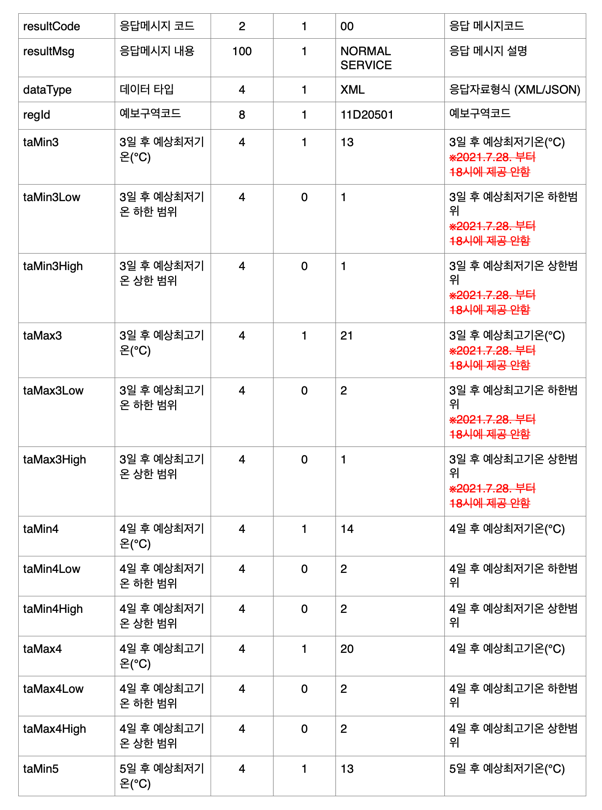 resultCode 응답메시지 코드 2 1 00 응답 메시지코드
resultMsg 응답메시지 내용 100 1 NORMAL 응답 메시지 설명
SERVICE
dataType 데이터 타입 4 1 XML 응답자료형식 (XML/JSON)
regId 예보구역코드 8 1 11D20501 예보구역코드
taMin3 3일 후 예상최저기 4 1 13 3일 후 예상최저기온(°C)
온(°C) ※2021.7.28. 부터
18시에 제공 안함
taMin3Low 3일 후 예상최저기 4 0 1 3일 후 예상최저기온 하한범
온 하한 범위 위
※2021.7.28. 부터
18시에 제공 안함
taMin3High 3일 후 예상최저기 4 0 1 3일 후 예상최저기온 상한범
온 상한 범위 위
※2021.7.28. 부터
18시에 제공 안함
taMax3 3일 후 예상최고기 4 1 21 3일 후 예상최고기온(°C)
온(°C) ※2021.7.28. 부터
18시에 제공 안함
taMax3Low 3일 후 예상최고기 4 0 2 3일 후 예상최고기온 하한범
온 하한 범위 위
※2021.7.28. 부터
18시에 제공 안함
taMax3High 3일 후 예상최고기 4 0 1 3일 후 예상최고기온 상한범
온 상한 범위 위
※2021.7.28. 부터
18시에 제공 안함
taMin4 4일 후 예상최저기 4 1 14 4일 후 예상최저기온(°C)
온(°C)
taMin4Low 4일 후 예상최저기 4 0 2 4일 후 예상최저기온 하한범
온 하한 범위 위
taMin4High 4일 후 예상최저기 4 0 2 4일 후 예상최저기온 상한범
온 상한 범위 위
taMax4 4일 후 예상최고기 4 1 20 4일 후 예상최고기온(°C)
온(°C)
taMax4Low 4일 후 예상최고기 4 0 2 4일 후 예상최고기온 하한범
온 하한 범위 위
taMax4High 4일 후 예상최고기 4 0 2 4일 후 예상최고기온 상한범
온 상한 범위 위
taMin5 5일 후 예상최저기 4 1 13 5일 후 예상최저기온(°C)
온(°C)